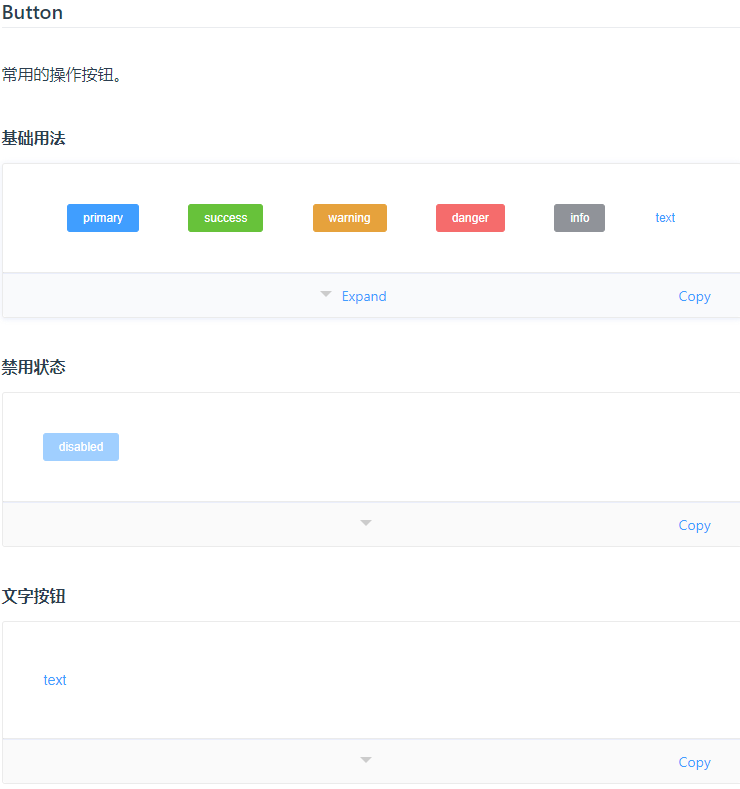 Button
常用的操作按钮。
基础用法
primary success warning danger info text
Expand Copy
禁用状态
disabled
Copy
文字按钮
text
Copy